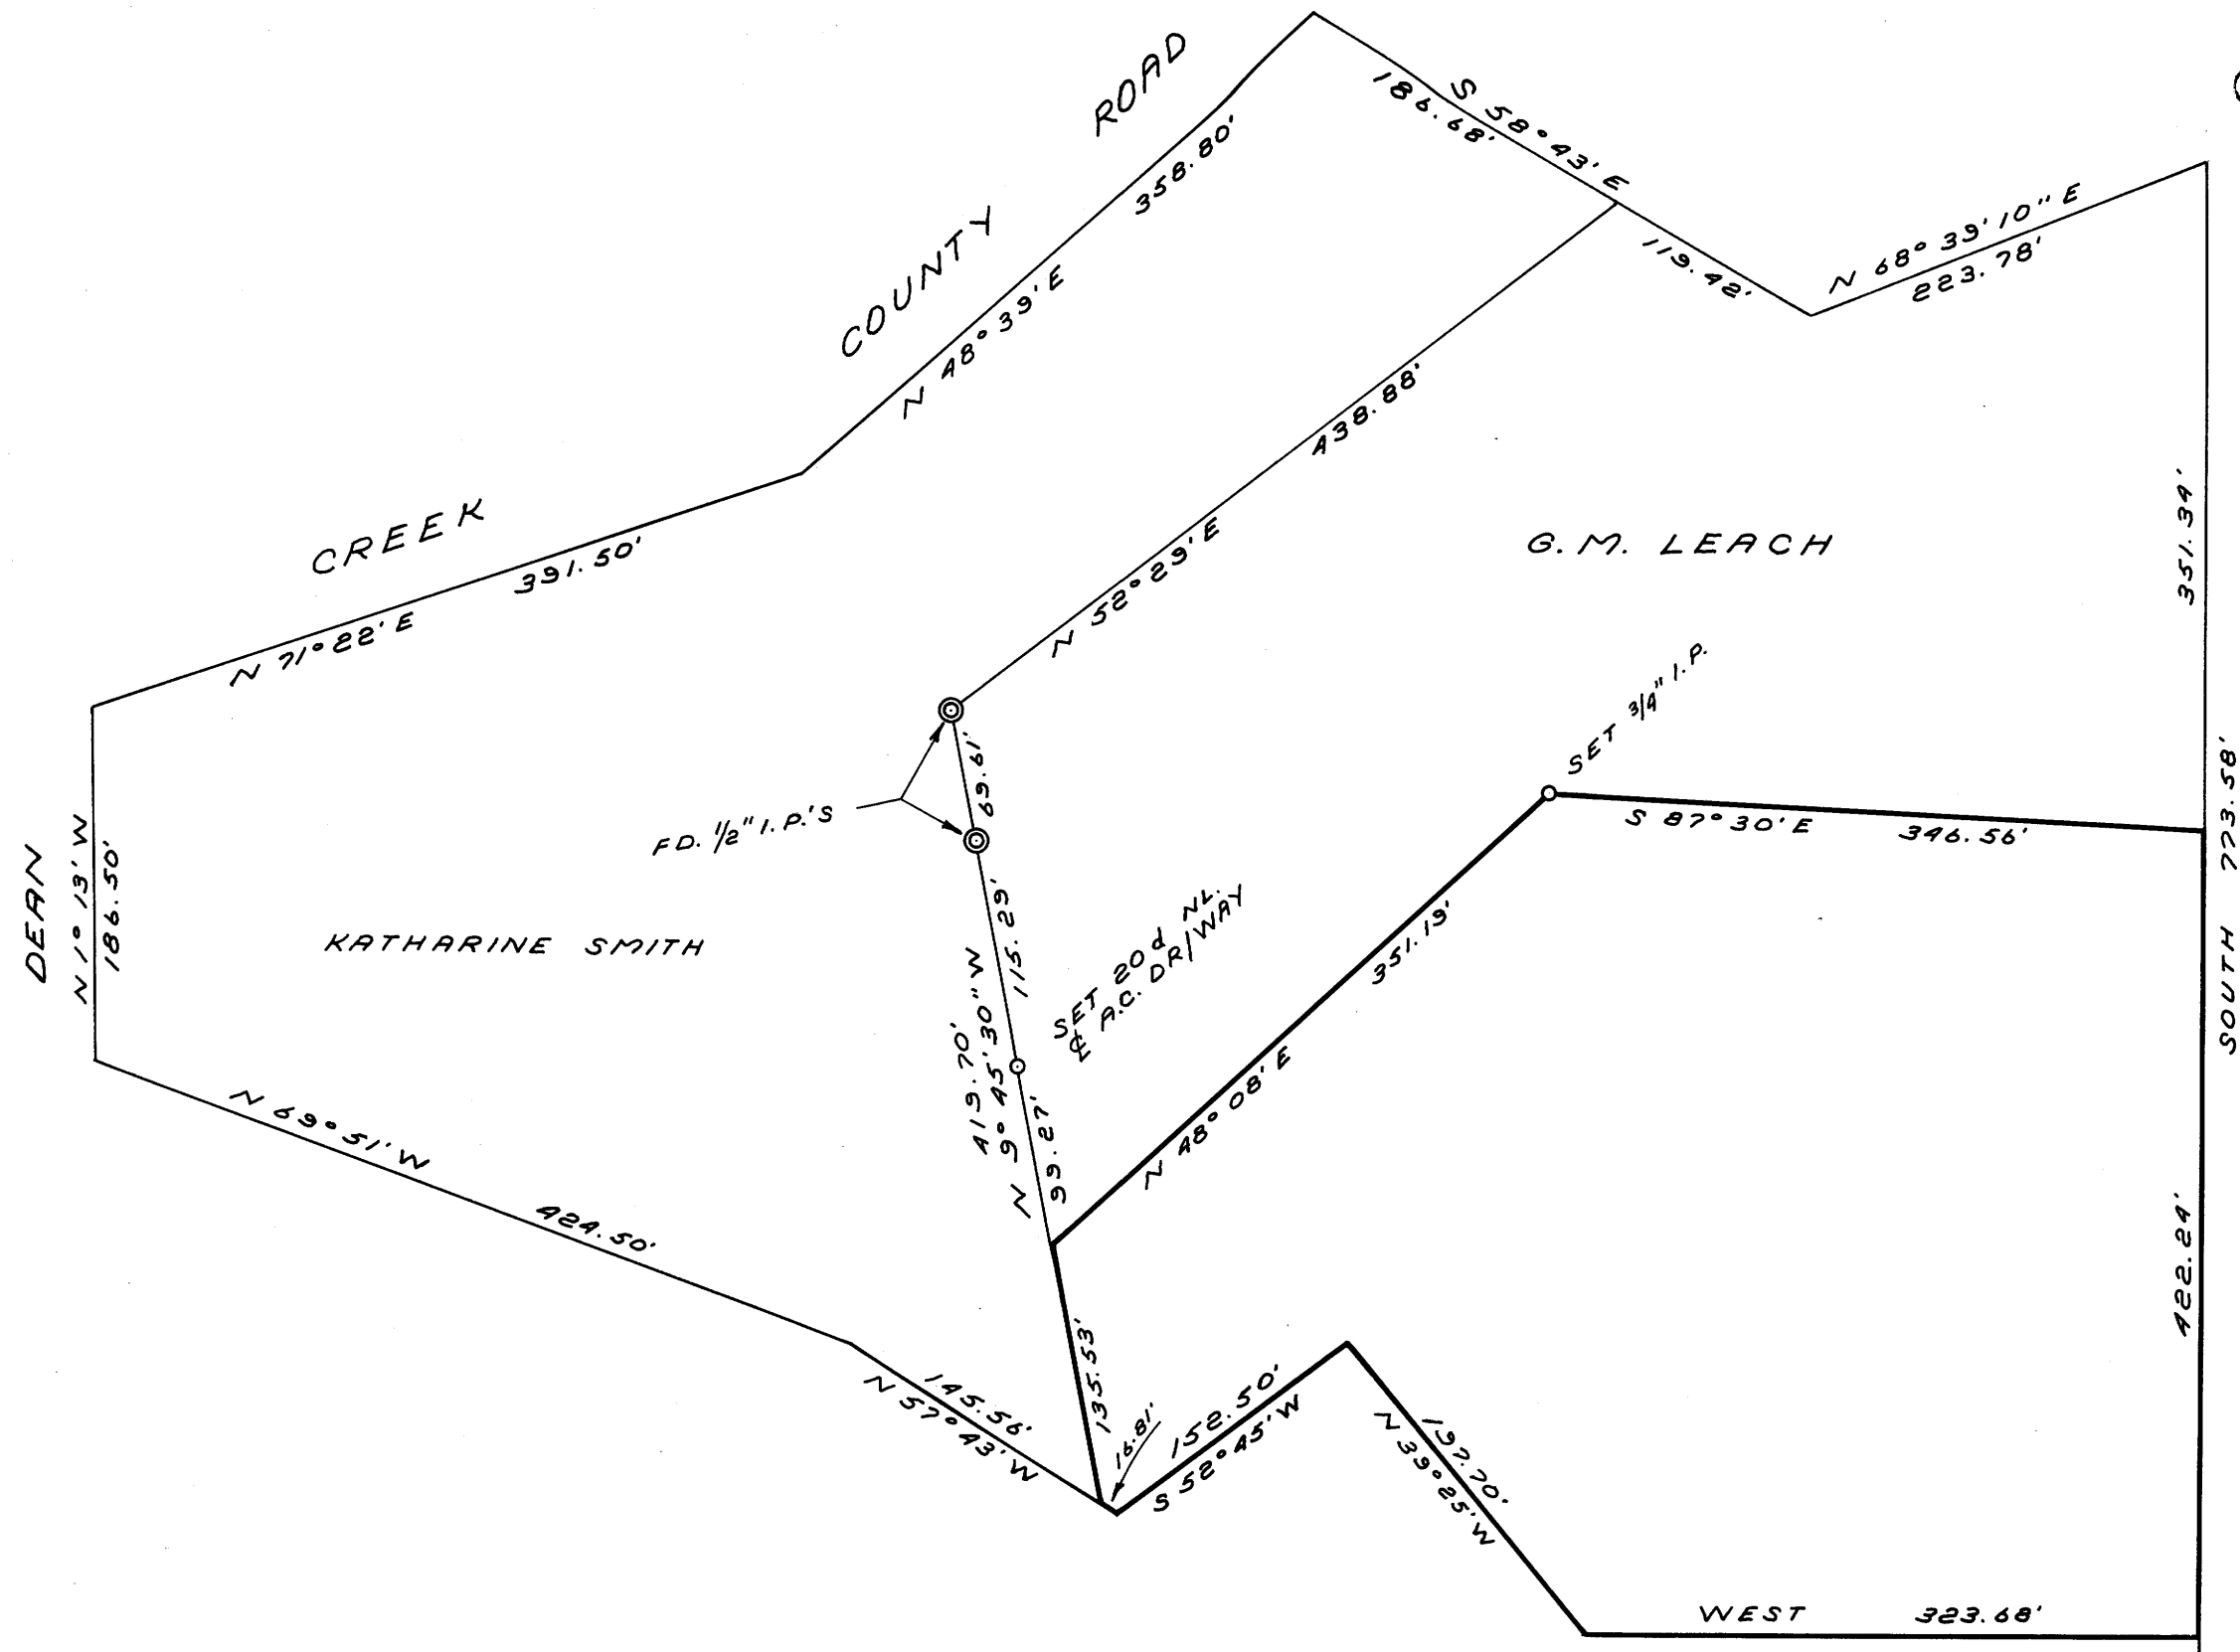 DEAN
CREEK
COUNTY
ROAD
N 1° 13' W
186.50'
N 71° 22' E
391.50'
N 48° 39' E
358.80'
S 58° 43' E
186.68'
119.42'
N 68° 39' 10" E
223.78'
351.34'
SOUTH 773.58'
422.24'
N 52° 29' E
438.88'
G. M. LEACH
69.61'
FD. 1/2" I.P.'S
115.29'
419.70'
N 9° 45' 30" W
99.27'
SET 20d NL.
℄ A.C. DRIWAY
SET 3/4" I.P.
S 87° 30' E 346.56'
N 48° 08' E
351.19'
KATHARINE SMITH
N 69° 51' W
424.50'
145.56'
N 57° 43' W
135.53'
16.81'
152.50'
S 52° 45' W
197.70'
N 39° 25' W
WEST 323.68'